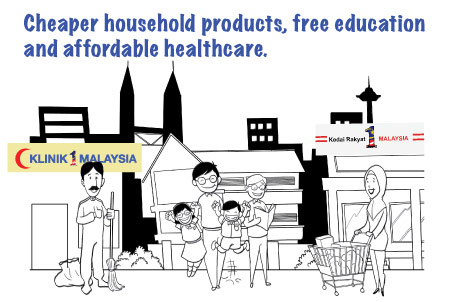 Cheaper household products, free education
and affordable healthcare.
KLINIK 1 MALAYSIA
Kedai Rakyat 1 MALAYSIA